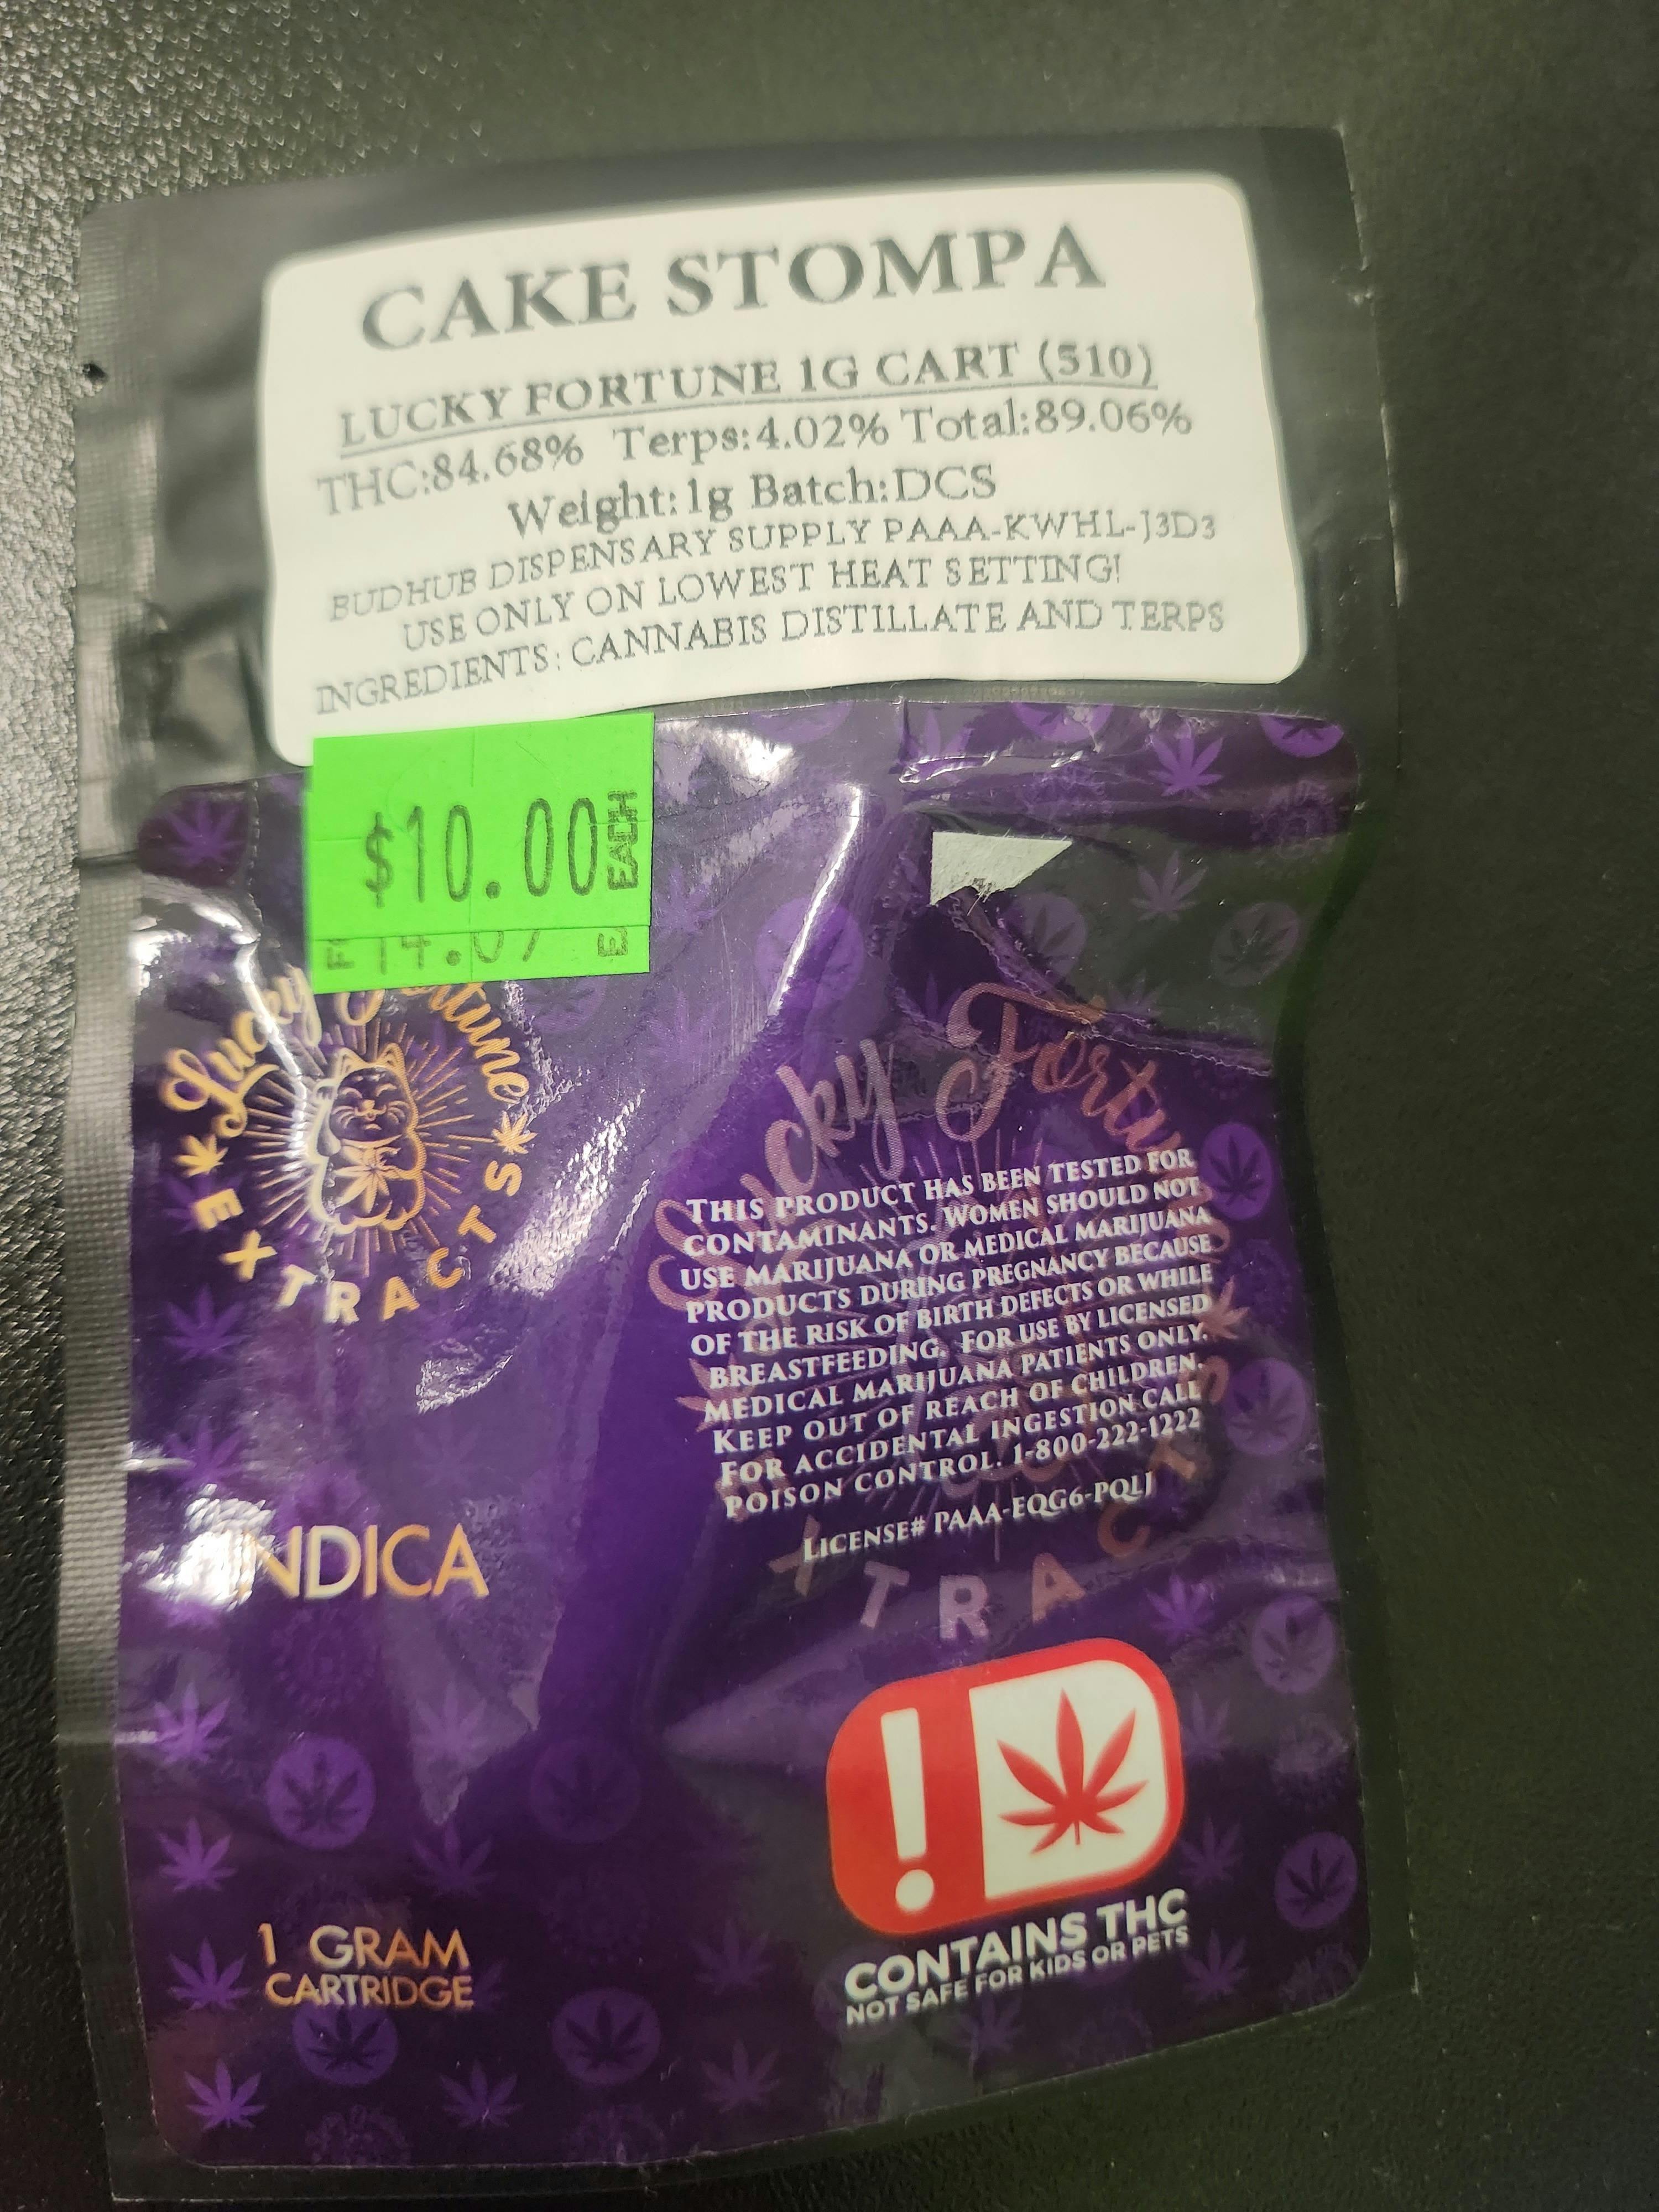 CAKE STOMPA
LUCKY FORTUNE 1G CART (510)
THC:84.68% Terps:4.02% Total:89.06%
Weight:1g Batch:DCS
BUDHUB DISPENSARY SUPPLY PAAA-KWHL-J3D3
USE ONLY ON LOWEST HEAT SETTING!
INGREDIENTS: CANNABIS DISTILLATE AND TERPS
$10.00 EACH
Lucky Fortune
EXTRACTS
INDICA
1 GRAM
CARTRIDGE
Lucky
THIS PRODUCT HAS BEEN TESTED FOR
CONTAMINANTS. WOMEN SHOULD NOT
USE MARIJUANA OR MEDICAL MARIJUANA
PRODUCTS DURING PREGNANCY BECAUSE
OF THE RISK OF BIRTH DEFECTS OR WHILE
BREASTFEEDING. FOR USE BY LICENSED
MEDICAL MARIJUANA PATIENTS ONLY.
KEEP OUT OF REACH OF CHILDREN.
FOR ACCIDENTAL INGESTION CALL
POISON CONTROL. 1-800-222-1222
LICENSE# PAAA-EQG6-PQLJ
CONTAINS THC
NOT SAFE FOR KIDS OR PETS